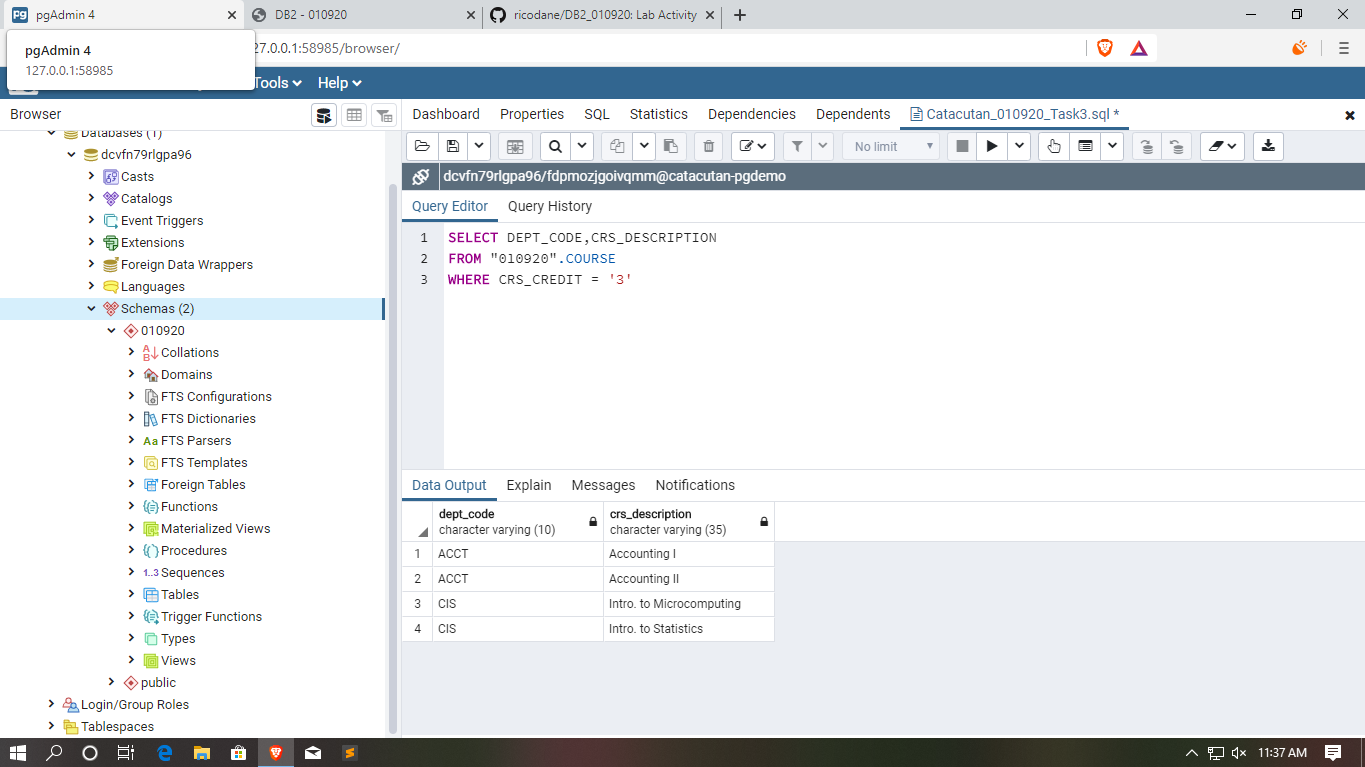 pgAdmin 4
DB2 - 010920
ricodane/DB2_010920: Lab Activity
27.0.0.1:58985/browser/
pgAdmin 4
127.0.0.1:58985
Tools
Help
Browser
Dashboard
Properties
SQL
Statistics
Dependencies
Dependents
Catacutan_010920_Task3.sql *
No limit
dcvfn79rlgpa96/fdpmozjgoivqmm@catacutan-pgdemo
Query Editor
Query History
1 SELECT DEPT_CODE,CRS_DESCRIPTION
2 FROM "010920".COURSE
3 WHERE CRS_CREDIT = '3'
Databases (1)
dcvfn79rlgpa96
Casts
Catalogs
Event Triggers
Extensions
Foreign Data Wrappers
Languages
Schemas (2)
010920
Collations
Domains
FTS Configurations
FTS Dictionaries
Aa FTS Parsers
FTS Templates
Foreign Tables
Functions
Materialized Views
Procedures
1..3 Sequences
Tables
Trigger Functions
Types
Views
public
Login/Group Roles
Tablespaces
Data Output
Explain
Messages
Notifications
dept_code
character varying (10)
crs_description
character varying (35)
1 ACCT Accounting I
2 ACCT Accounting II
3 CIS Intro. to Microcomputing
4 CIS Intro. to Statistics
11:37 AM